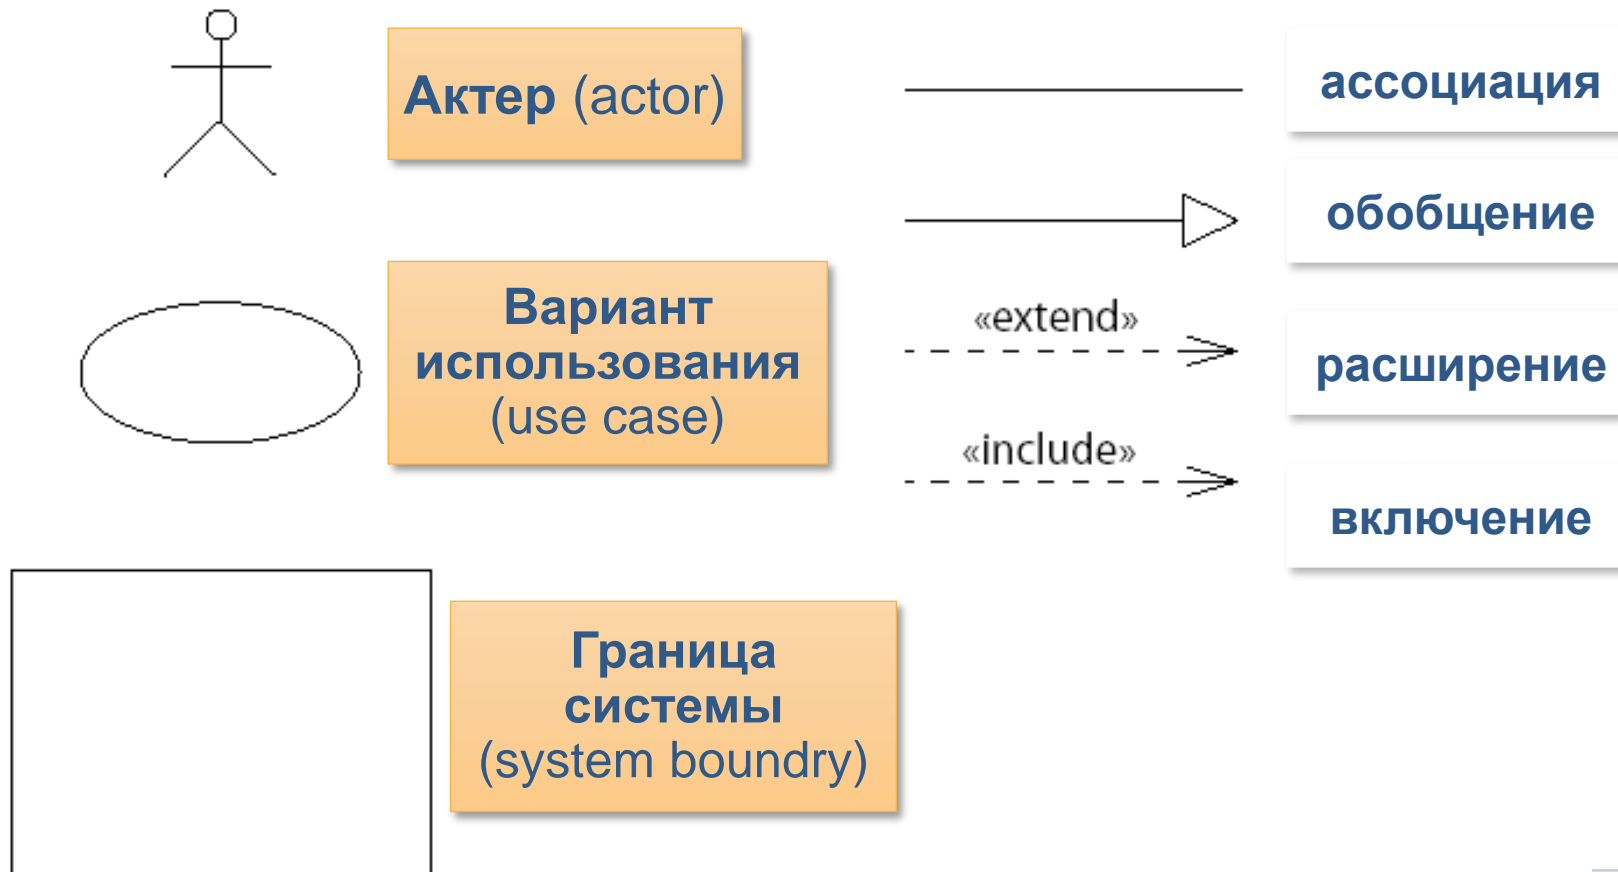 Актер (actor)
Вариант
использования
(use case)
Граница
системы
(system boundry)
ассоциация
обобщение
«extend»
расширение
«include»
включение